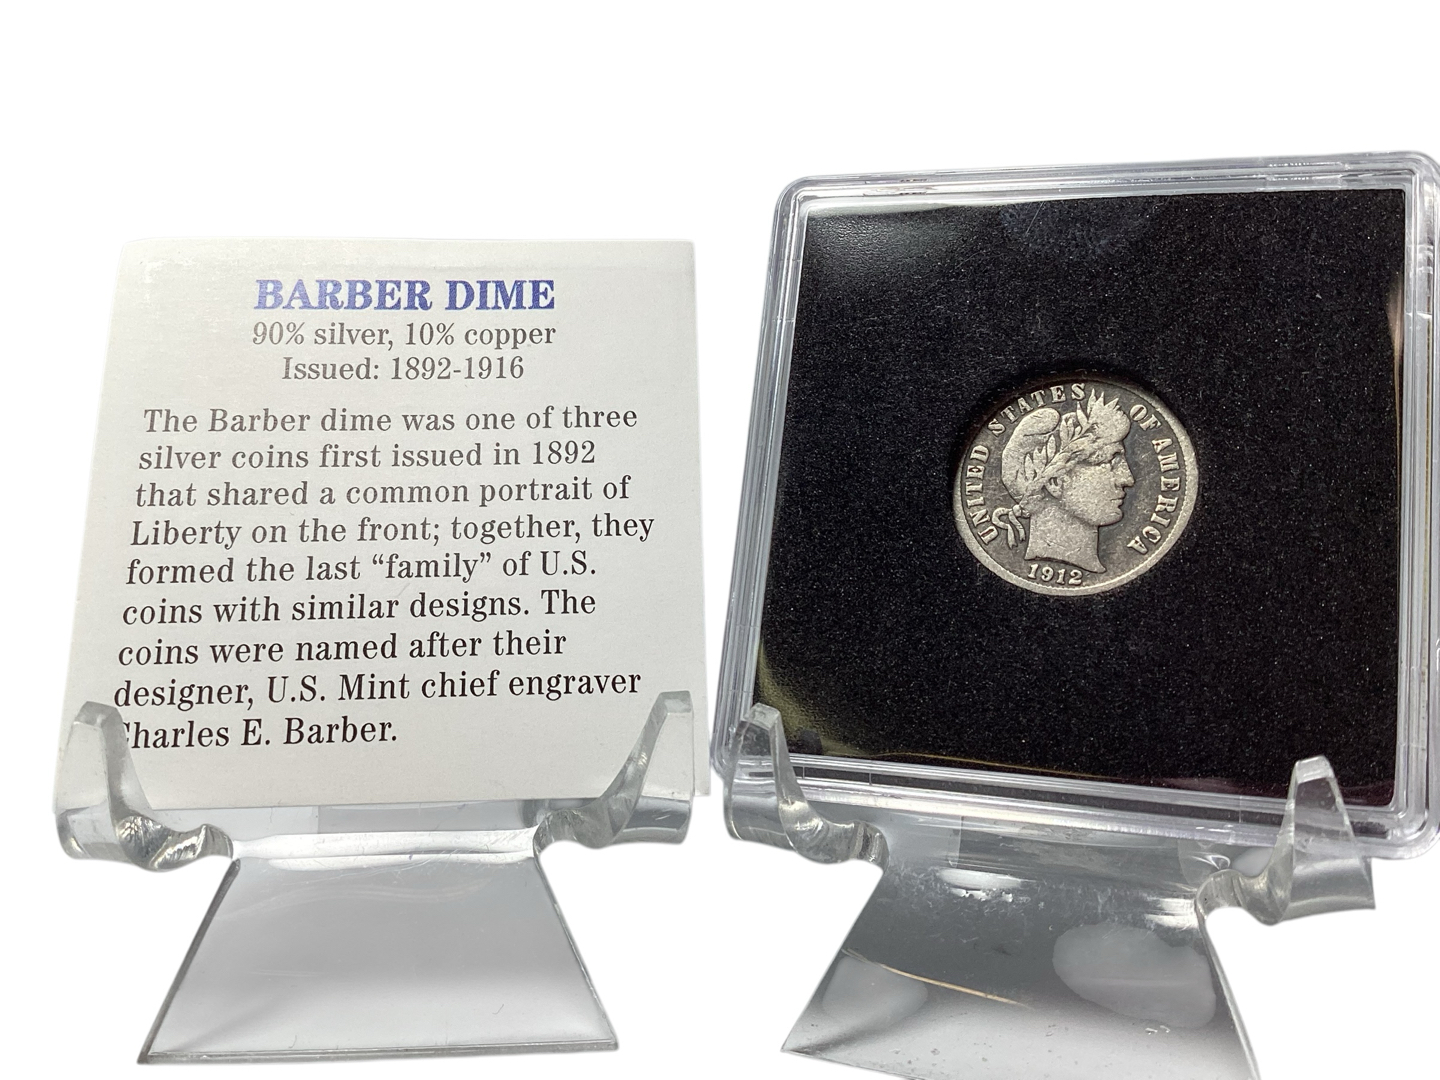 BARBER DIME
90% silver, 10% copper
Issued: 1892-1916
The Barber dime was one of three
silver coins first issued in 1892
that shared a common portrait of
Liberty on the front; together, they
formed the last “family” of U.S.
coins with similar designs. The
coins were named after their
designer, U.S. Mint chief engraver
Charles E. Barber.
UNITED STATES OF AMERICA
1912